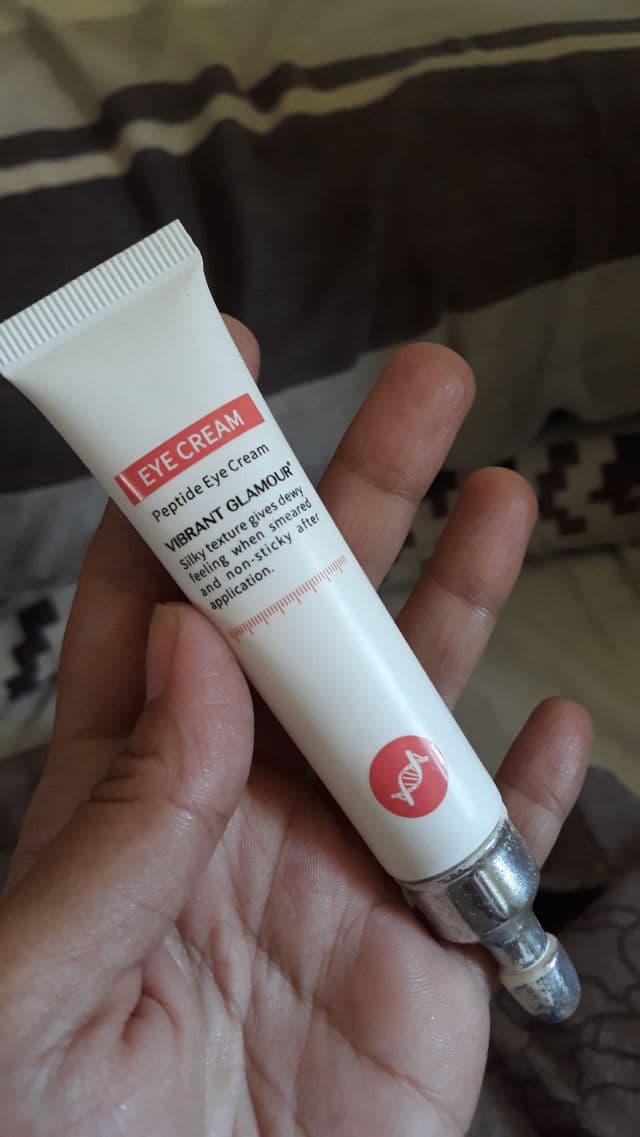 EYE CREAM
Peptide Eye Cream
VIBRANT GLAMOUR®
Silky texture gives dewy
feeling when smeared
and non-sticky after
application.